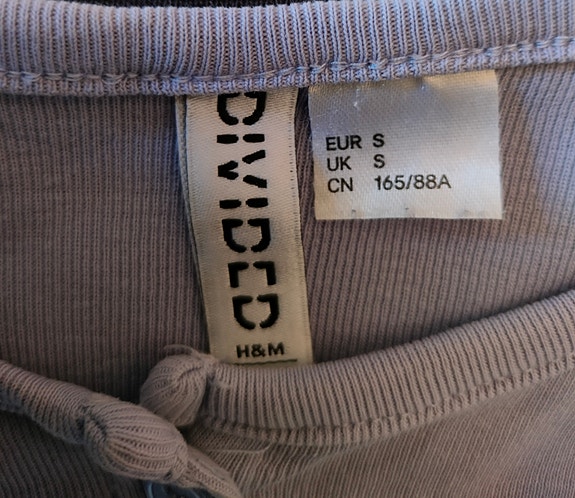 DIVIDED
H&M
EUR S
UK S
CN 165/88A